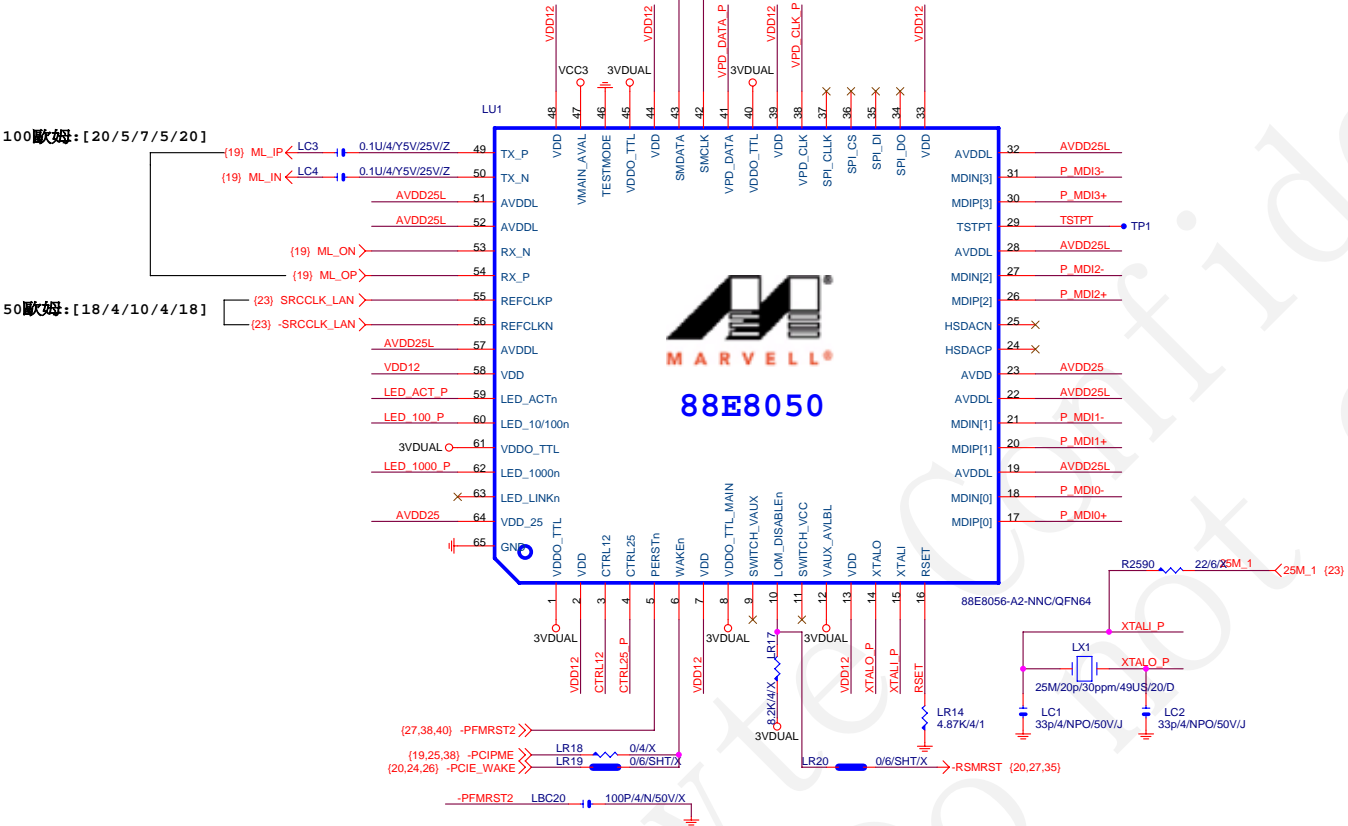 VDD12
VDD12
VPD_DATA_P
VDD12
VPD_CLK_P
VDD12
VCC3
3VDUAL
3VDUAL
LU1
48
47
46
45
44
43
42
41
40
39
38
37
36
35
34
33
VDD
VMAIN_AVAL
TESTMODE
VDDO_TTL
VDD
SMDATA
SMCLK
VPD_DATA
VDDO_TTL
VDD
VPD_CLK
SPI_CLLK
SPI_CS
SPI_DI
SPI_DO
VDD
100歐姆:[20/5/7/5/20]
{19} ML_IP LC3 0.1U/4/Y5V/25V/Z 49 TX_P
{19} ML_IN LC4 0.1U/4/Y5V/25V/Z 50 TX_N
AVDD25L 51 AVDDL
AVDD25L 52 AVDDL
{19} ML_ON 53 RX_N
{19} ML_OP 54 RX_P
50歐姆:[18/4/10/4/18]
{23} SRCCLK_LAN 55 REFCLKP
{23} -SRCCLK_LAN 56 REFCLKN
AVDD25L 57 AVDDL
VDD12 58 VDD
LED_ACT_P 59 LED_ACTn
LED_100_P 60 LED_10/100n
3VDUAL 61 VDDO_TTL
LED_1000_P 62 LED_1000n
63 LED_LINKn
AVDD25 64 VDD_25
65 GND
MARVELL®
88E8050
AVDDL 32 AVDD25L
MDIN[3] 31 P_MDI3-
MDIP[3] 30 P_MDI3+
TSTPT 29 TSTPT TP1
AVDDL 28 AVDD25L
MDIN[2] 27 P_MDI2-
MDIP[2] 26 P_MDI2+
HSDACN 25
HSDACP 24
AVDD 23 AVDD25
AVDDL 22 AVDD25L
MDIN[1] 21 P_MDI1-
MDIP[1] 20 P_MDI1+
AVDDL 19 AVDD25L
MDIN[0] 18 P_MDI0-
MDIP[0] 17 P_MDI0+
VDDO_TTL
VDD
CTRL12
CTRL25
PERSTn
WAKEn
VDD
VDDO_TTL_MAIN
SWITCH_VAUX
LOM_DISABLEn
SWITCH_VCC
VAUX_AVLBL
VDD
XTALO
XTALI
RSET
1
2
3
4
5
6
7
8
9
10
11
12
13
14
15
16
88E8056-A2-NNC/QFN64
3VDUAL
VDD12
CTRL12
CTRL25_P
VDD12
3VDUAL
LR17
8.2K/4/X
3VDUAL
3VDUAL
VDD12
XTALO_P
XTALI_P
RSET
LR14
4.87K/4/1
R2590 22/6/X 25M_1 25M_1 {23}
XTALI_P
LX1
XTALO_P
25M/20p/30ppm/49US/20/D
LC1
33p/4/NPO/50V/J
LC2
33p/4/NPO/50V/J
{27,38,40} -PFMRST2
{19,25,38} -PCIPME LR18 0/4/X
{20,24,26} -PCIE_WAKE LR19 0/6/SHT/X
LR20 0/6/SHT/X -RSMRST {20,27,35}
-PFMRST2 LBC20 100P/4/N/50V/X